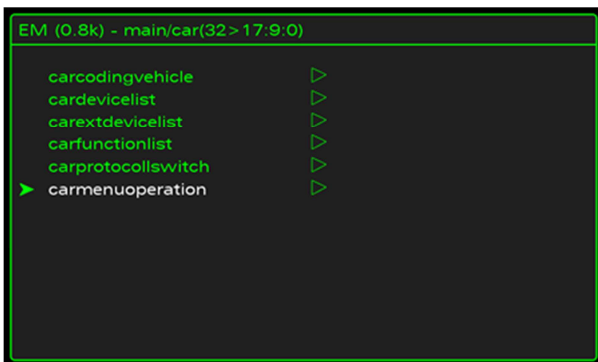 EM (0.8k) - main/car(32>17:9:0)
carcodingvehicle
cardevicelist
carextdevicelist
carfunctionlist
carprotocollswitch
carmenuoperation